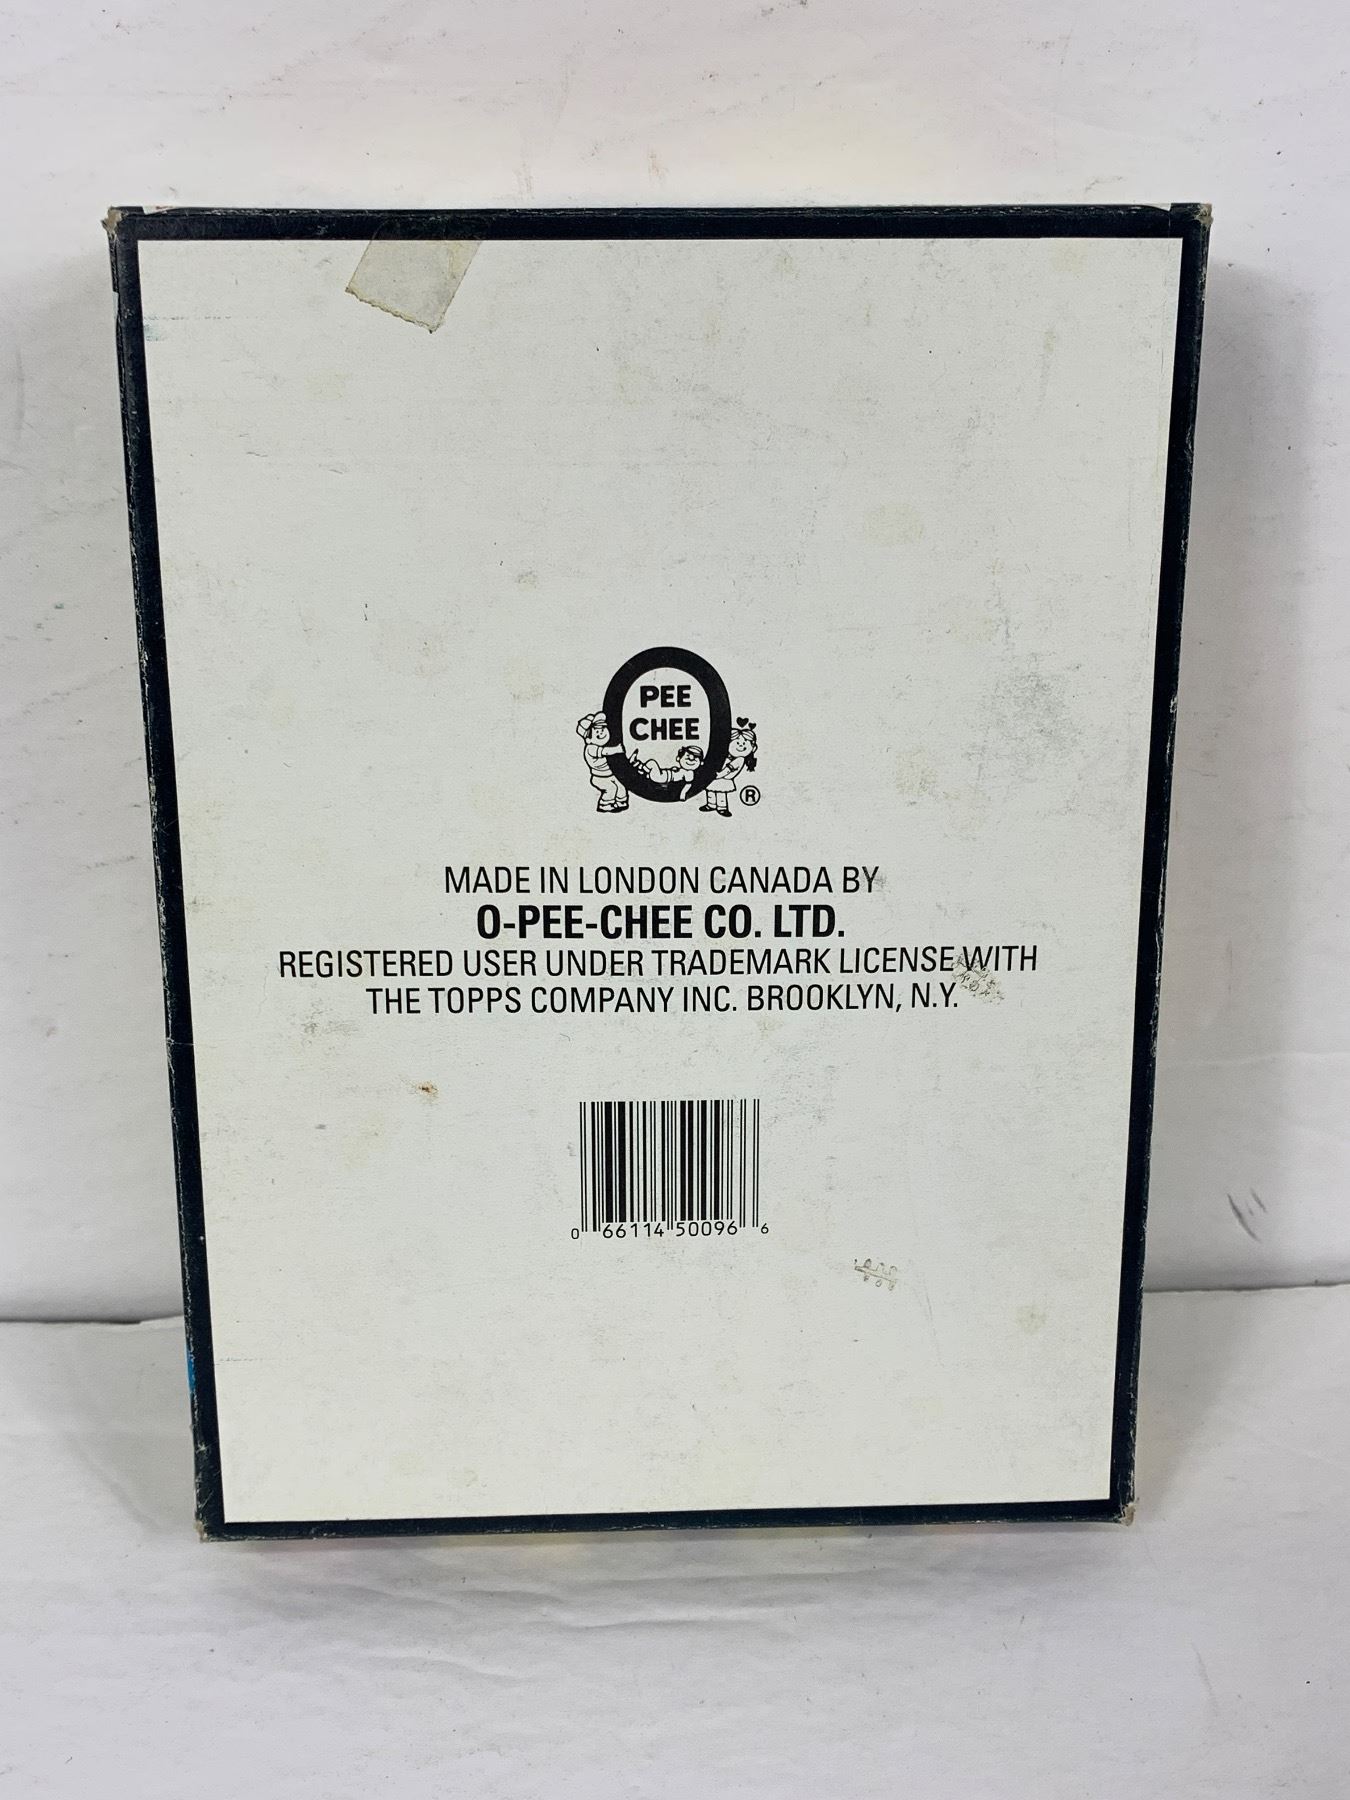 PEE
CHEE
®
MADE IN LONDON CANADA BY
O-PEE-CHEE CO. LTD.
REGISTERED USER UNDER TRADEMARK LICENSE WITH
THE TOPPS COMPANY INC. BROOKLYN, N.Y.
0 66114 50096 6